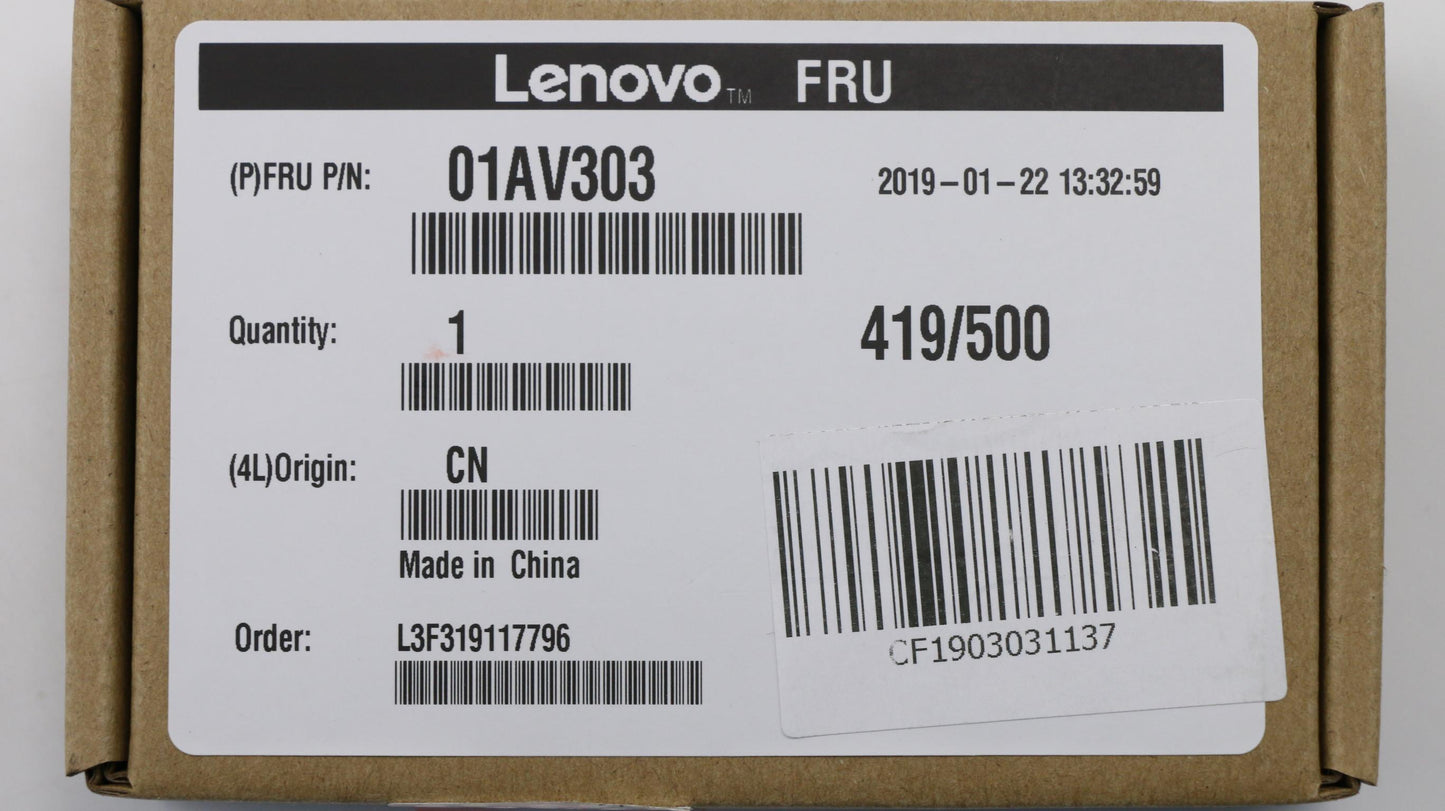 Lenovo™ FRU
(P)FRU P/N: 01AV303 2019-01-22 13:32:59
Quantity: 1 419/500
(4L)Origin: CN
Made in China
Order: L3F319117796
CF1903031137